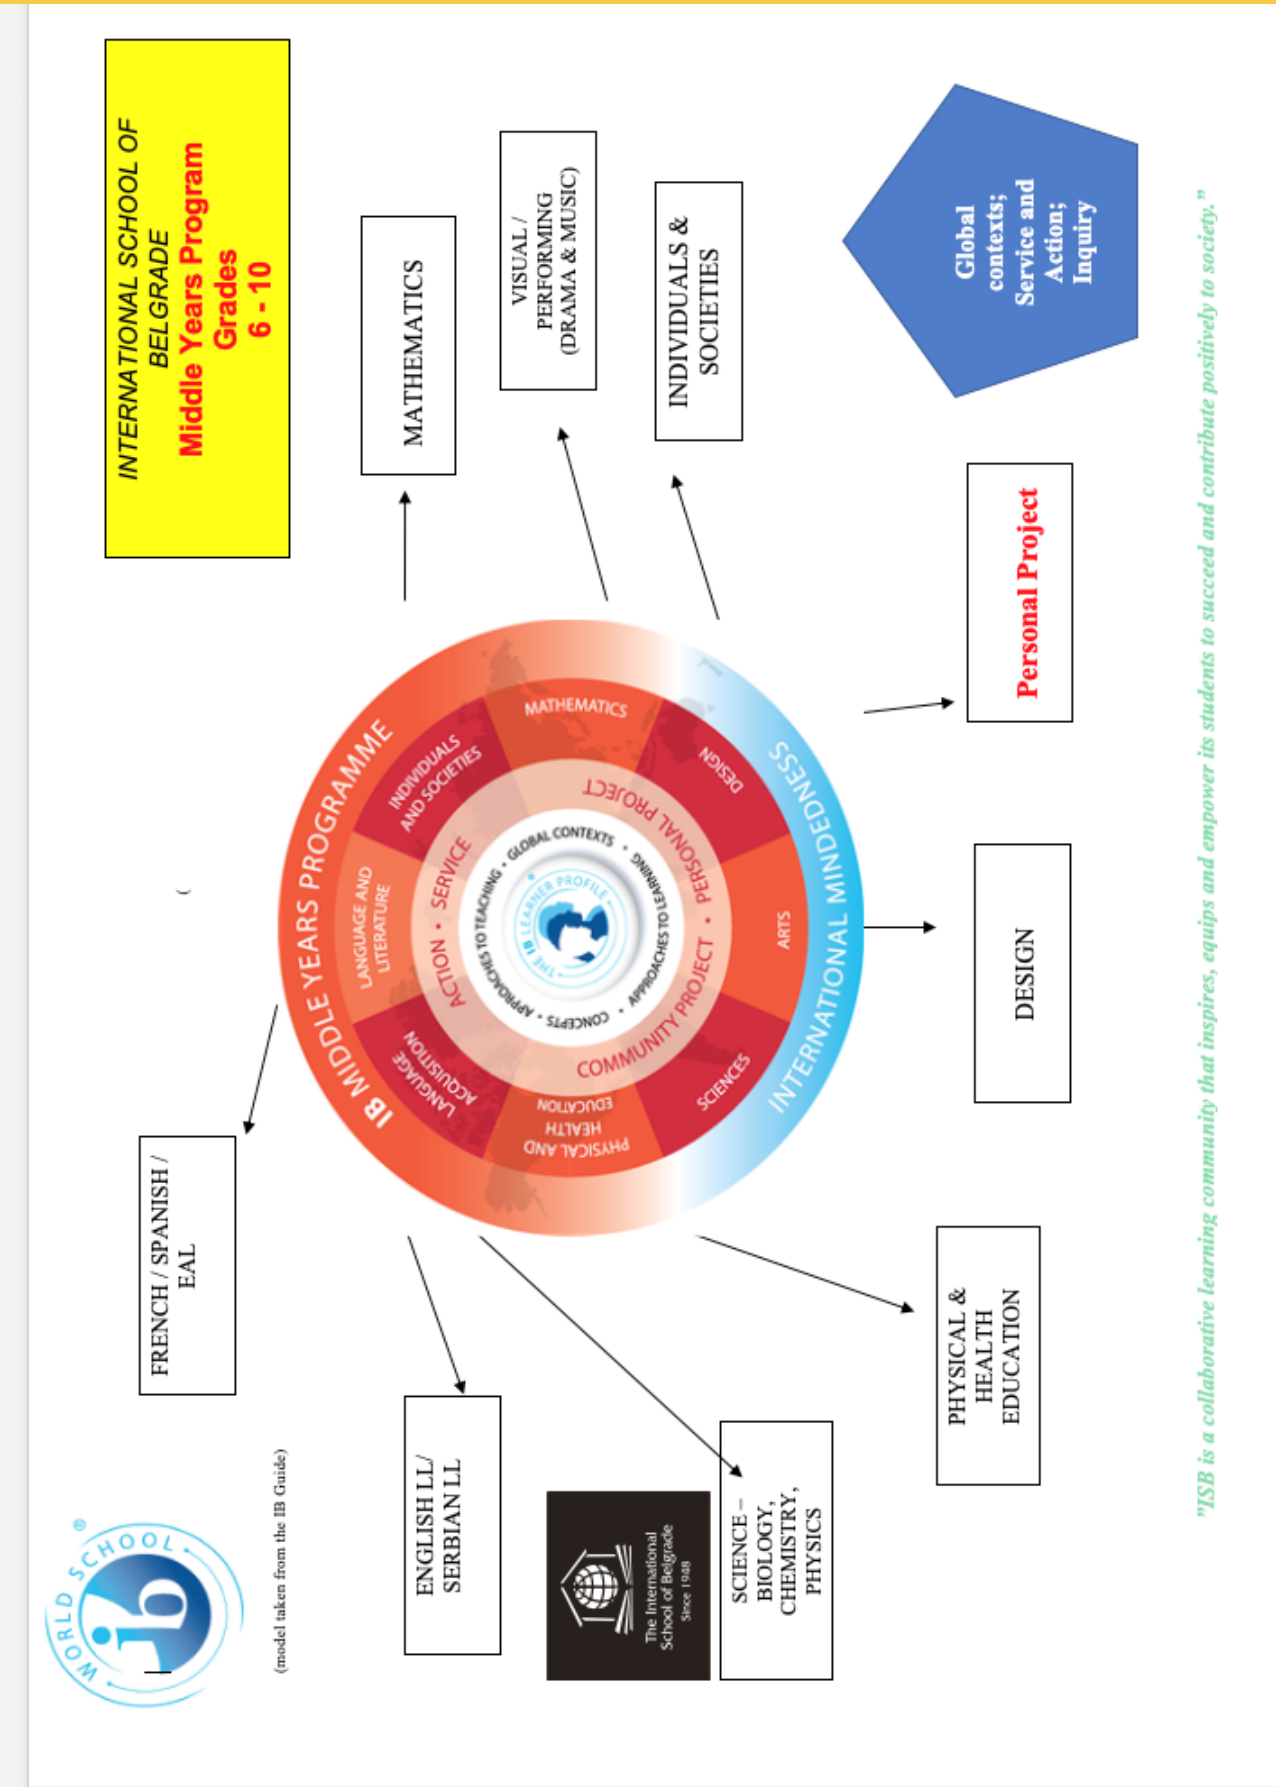 WORLD SCHOOL
®
ib
(model taken from the IB Guide)
INTERNATIONAL SCHOOL OF
BELGRADE
Middle Years Program
Grades
6 - 10
(
FRENCH / SPANISH /
EAL
MATHEMATICS
ENGLISH LL/
SERBIAN LL
VISUAL /
PERFORMING
(DRAMA & MUSIC)
The International
School of Belgrade
Since 1948
INDIVIDUALS &
SOCIETIES
SCIENCE –
BIOLOGY,
CHEMISTRY,
PHYSICS
IB MIDDLE YEARS PROGRAMME
INTERNATIONAL MINDEDNESS
LANGUAGE AND
LITERATURE
INDIVIDUALS
AND SOCIETIES
MATHEMATICS
DESIGN
ARTS
SCIENCES
PHYSICAL AND
HEALTH
EDUCATION
LANGUAGE
ACQUISITION
ACTION • SERVICE
COMMUNITY PROJECT • PERSONAL PROJECT
APPROACHES TO TEACHING • GLOBAL CONTEXTS •
APPROACHES TO LEARNING • CONCEPTS •
THE IB LEARNER PROFILE
®
PHYSICAL &
HEALTH
EDUCATION
DESIGN
Personal Project
Global
contexts;
Service and
Action;
Inquiry
"ISB is a collaborative learning community that inspires, equips and empower its students to succeed and contribute positively to society."